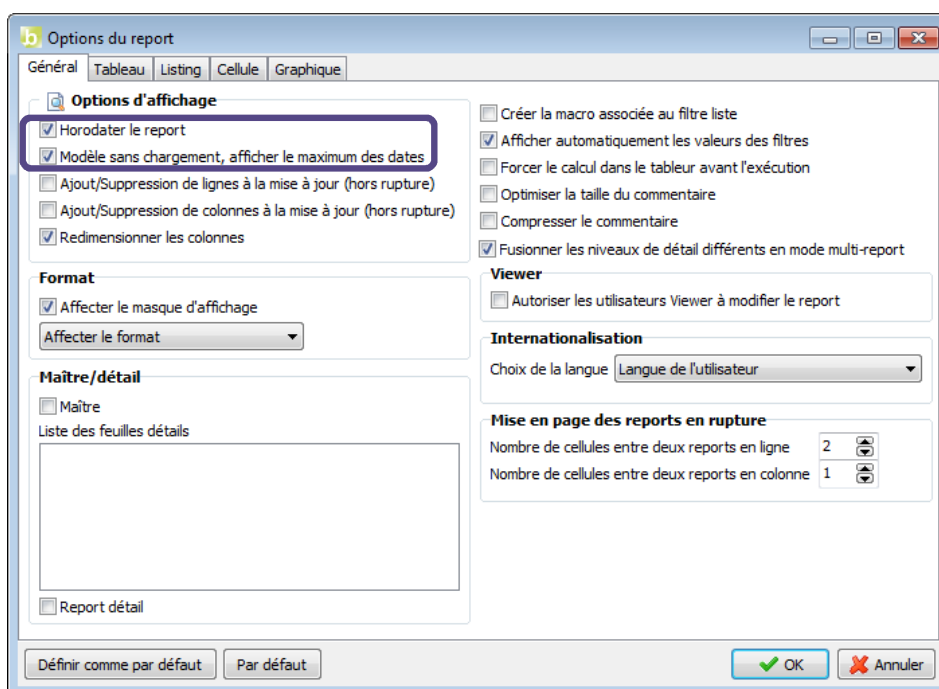 Options du report
Général Tableau Listing Cellule Graphique
Options d'affichage
Horodater le report
Modèle sans chargement, afficher le maximum des dates
Ajout/Suppression de lignes à la mise à jour (hors rupture)
Ajout/Suppression de colonnes à la mise à jour (hors rupture)
Redimensionner les colonnes
Format
Affecter le masque d'affichage
Affecter le format
Maître/détail
Maître
Liste des feuilles détails
Report détail
Créer la macro associée au filtre liste
Afficher automatiquement les valeurs des filtres
Forcer le calcul dans le tableur avant l'exécution
Optimiser la taille du commentaire
Compresser le commentaire
Fusionner les niveaux de détail différents en mode multi-report
Viewer
Autoriser les utilisateurs Viewer à modifier le report
Internationalisation
Choix de la langue Langue de l'utilisateur
Mise en page des reports en rupture
Nombre de cellules entre deux reports en ligne 2
Nombre de cellules entre deux reports en colonne 1
Définir comme par défaut Par défaut OK Annuler